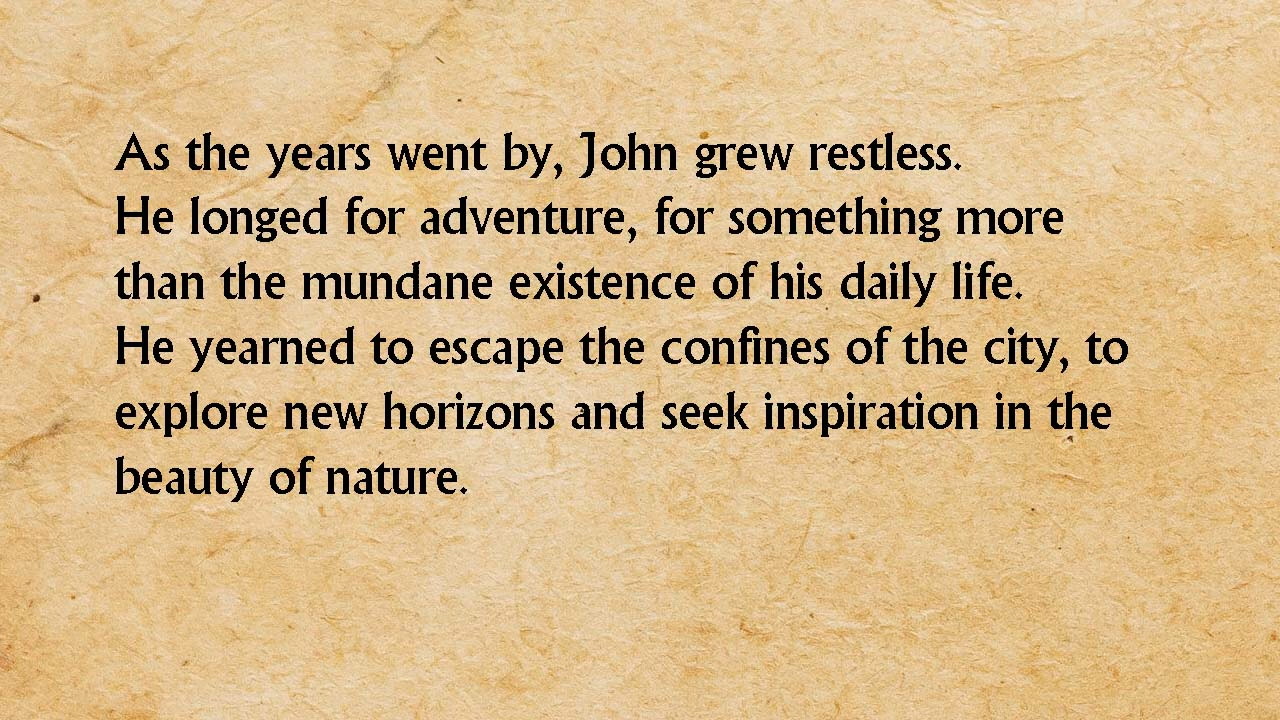 As the years went by, John grew restless.
He longed for adventure, for something more
than the mundane existence of his daily life.
He yearned to escape the confines of the city, to
explore new horizons and seek inspiration in the
beauty of nature.